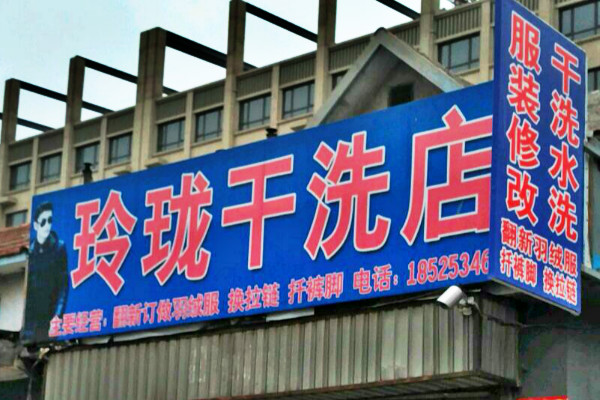 玲珑干洗店
主要经营：翻新订做羽绒服 换拉链 扦裤脚 电话：18525346
干洗水洗
服装修改
翻新羽绒服
扦裤脚 换拉链